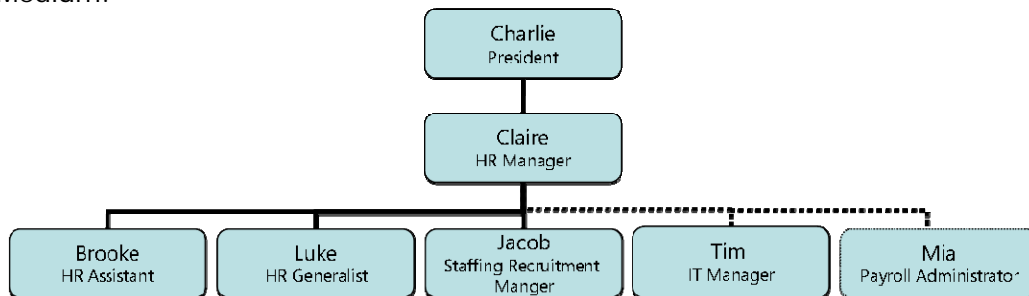 Charlie
President
Claire
HR Manager
Brooke
HR Assistant
Luke
HR Generalist
Jacob
Staffing Recruitment
Manger
Tim
IT Manager
Mia
Payroll Administrator